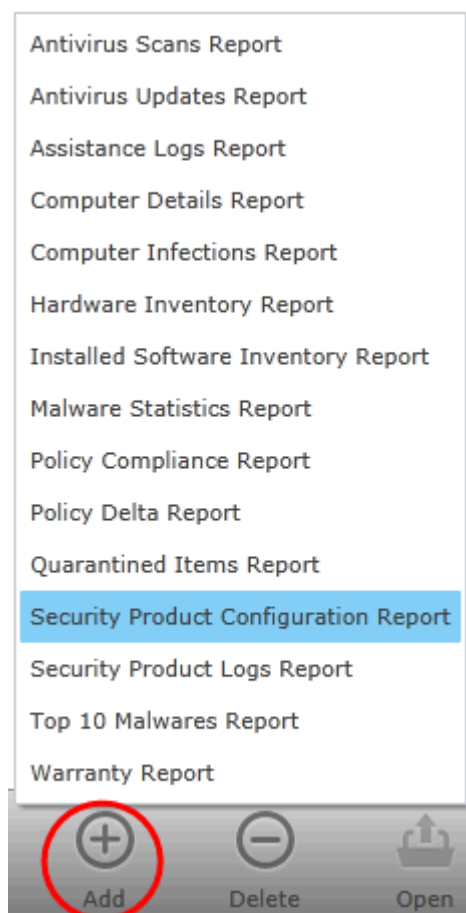 Antivirus Scans Report
Antivirus Updates Report
Assistance Logs Report
Computer Details Report
Computer Infections Report
Hardware Inventory Report
Installed Software Inventory Report
Malware Statistics Report
Policy Compliance Report
Policy Delta Report
Quarantined Items Report
Security Product Configuration Report
Security Product Logs Report
Top 10 Malwares Report
Warranty Report
Add Delete Open